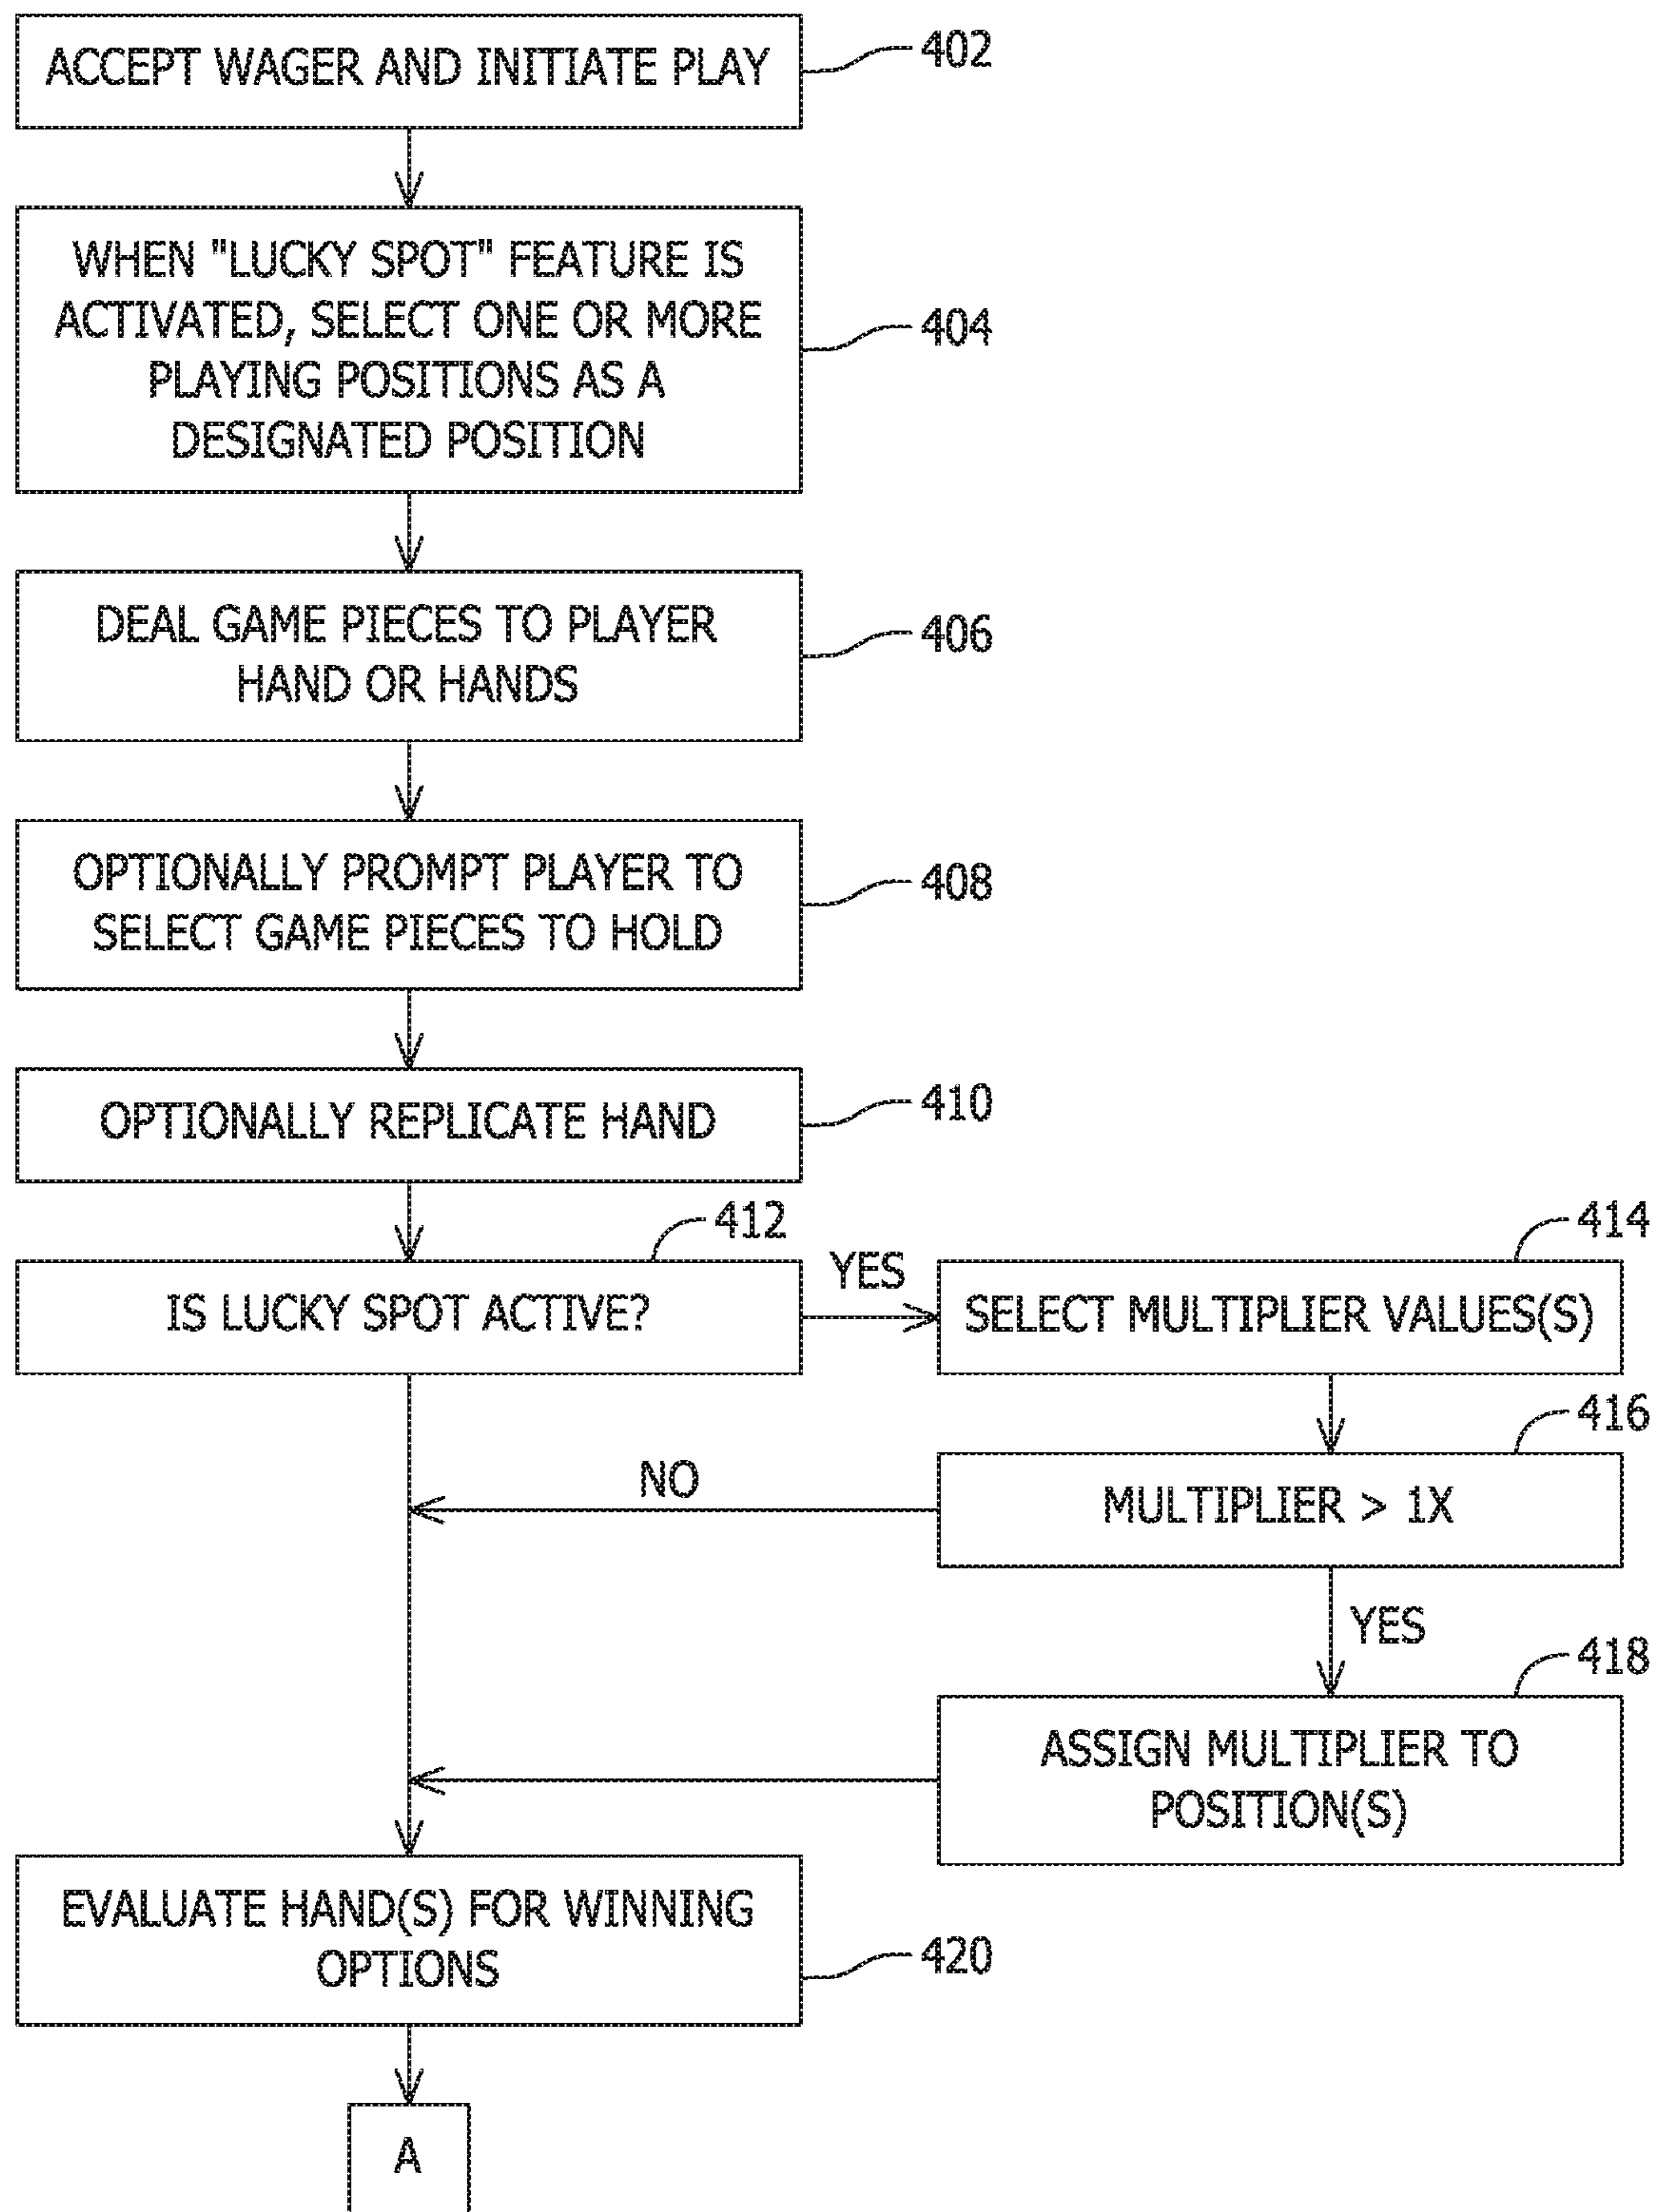 ACCEPT WAGER AND INITIATE PLAY
402
WHEN "LUCKY SPOT" FEATURE IS
ACTIVATED, SELECT ONE OR MORE
PLAYING POSITIONS AS A
DESIGNATED POSITION
404
DEAL GAME PIECES TO PLAYER
HAND OR HANDS
406
OPTIONALLY PROMPT PLAYER TO
SELECT GAME PIECES TO HOLD
408
OPTIONALLY REPLICATE HAND
410
412
IS LUCKY SPOT ACTIVE?
YES
414
SELECT MULTIPLIER VALUES(S)
416
MULTIPLIER > 1X
NO
YES
418
ASSIGN MULTIPLIER TO
POSITION(S)
EVALUATE HAND(S) FOR WINNING
OPTIONS
420
A